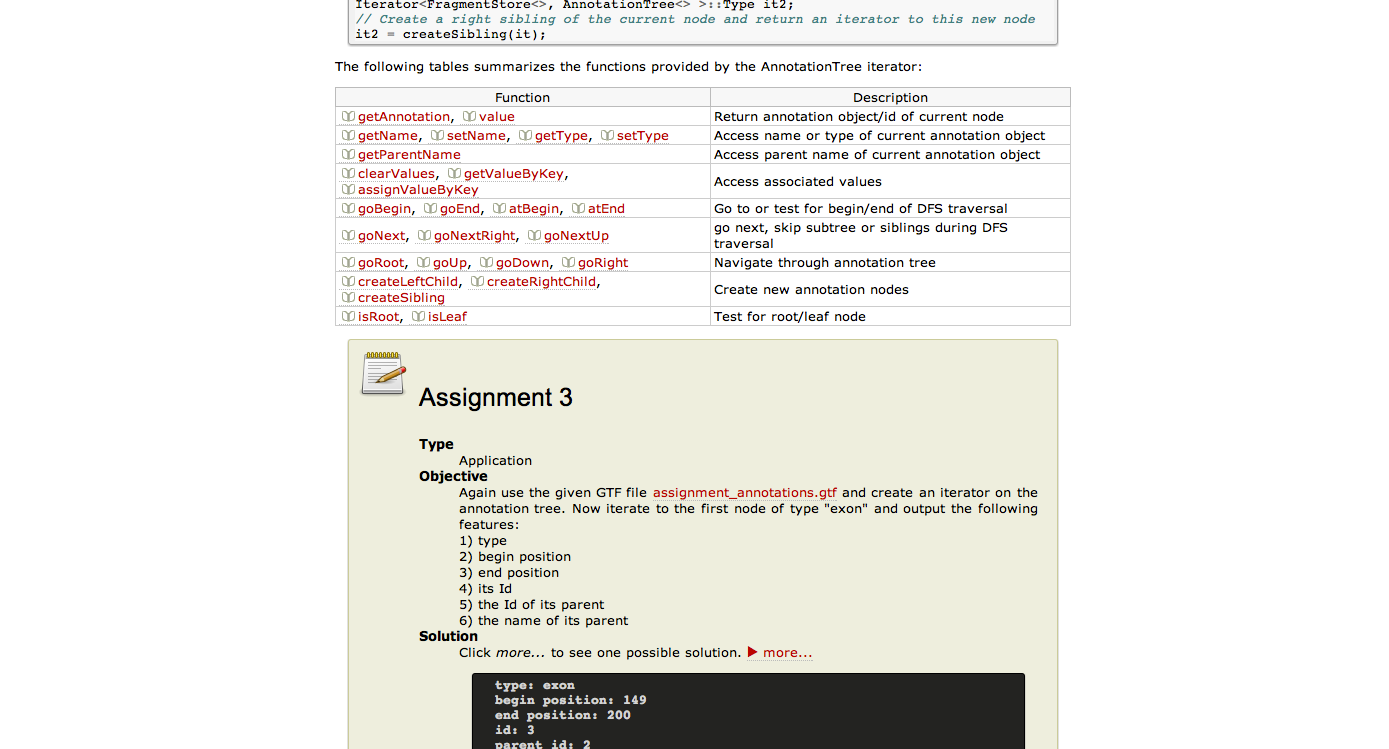 Iterator<FragmentStore<>, AnnotationTree<> >::Type it2;
// Create a right sibling of the current node and return an iterator to this new node
it2 = createSibling(it);
The following tables summarizes the functions provided by the AnnotationTree iterator:
Function Description
getAnnotation, value Return annotation object/id of current node
getName, setName, getType, setType Access name or type of current annotation object
getParentName Access parent name of current annotation object
clearValues, getValueByKey,
assignValueByKey Access associated values
goBegin, goEnd, atBegin, atEnd Go to or test for begin/end of DFS traversal
goNext, goNextRight, goNextUp go next, skip subtree or siblings during DFS
traversal
goRoot, goUp, goDown, goRight Navigate through annotation tree
createLeftChild, createRightChild,
createSibling Create new annotation nodes
isRoot, isLeaf Test for root/leaf node
Assignment 3
Type
Application
Objective
Again use the given GTF file assignment_annotations.gtf and create an iterator on the
annotation tree. Now iterate to the first node of type "exon" and output the following
features:
1) type
2) begin position
3) end position
4) its Id
5) the Id of its parent
6) the name of its parent
Solution
Click more... to see one possible solution. more...
type: exon
begin position: 149
end position: 200
id: 3
parent id: 2